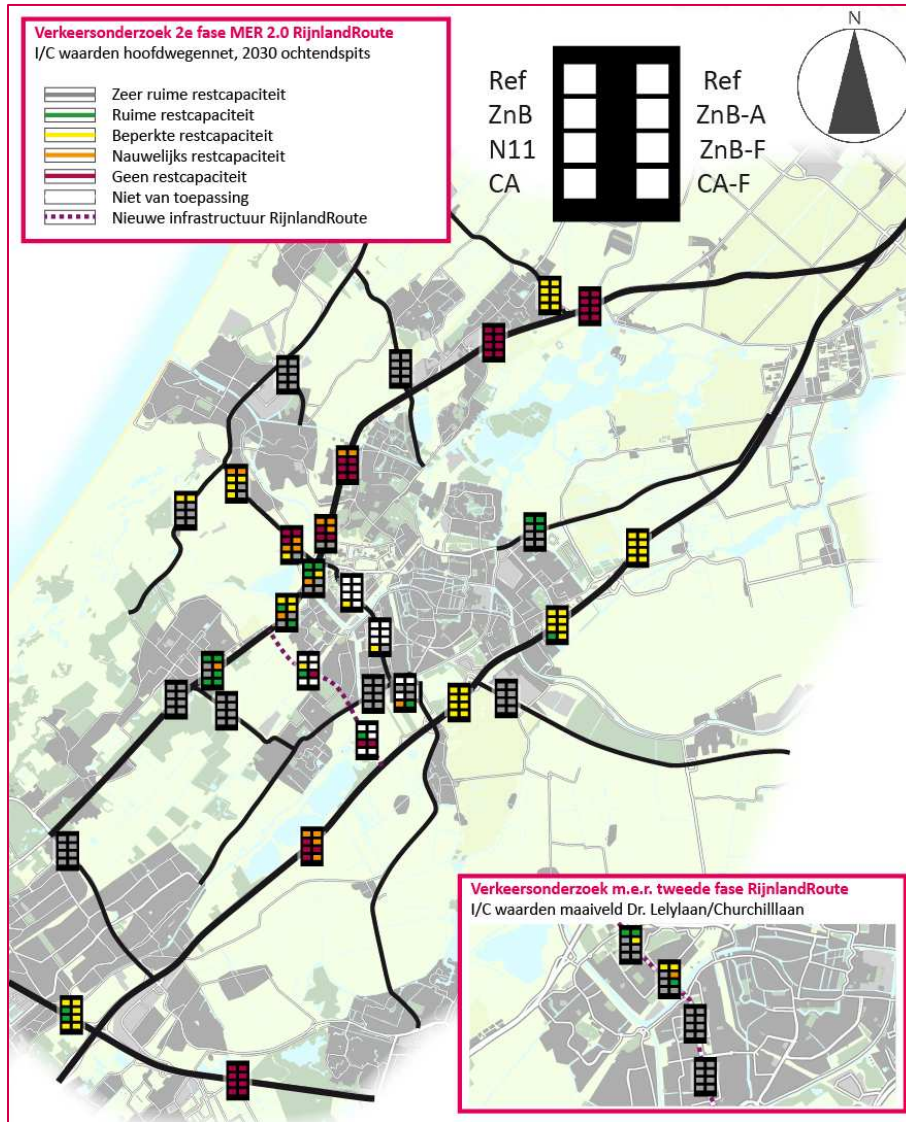 Verkeersonderzoek 2e fase MER 2.0 RijnlandRoute
I/C waarden hoofdwegennet, 2030 ochtendspits
Zeer ruime restcapaciteit
Ruime restcapaciteit
Beperkte restcapaciteit
Nauwelijks restcapaciteit
Geen restcapaciteit
Niet van toepassing
Nieuwe infrastructuur RijnlandRoute
Ref
ZnB
N11
CA
Ref
ZnB-A
ZnB-F
CA-F
N
Verkeersonderzoek m.e.r. tweede fase RijnlandRoute
I/C waarden maaiveld Dr. Lelylaan/Churchilllaan